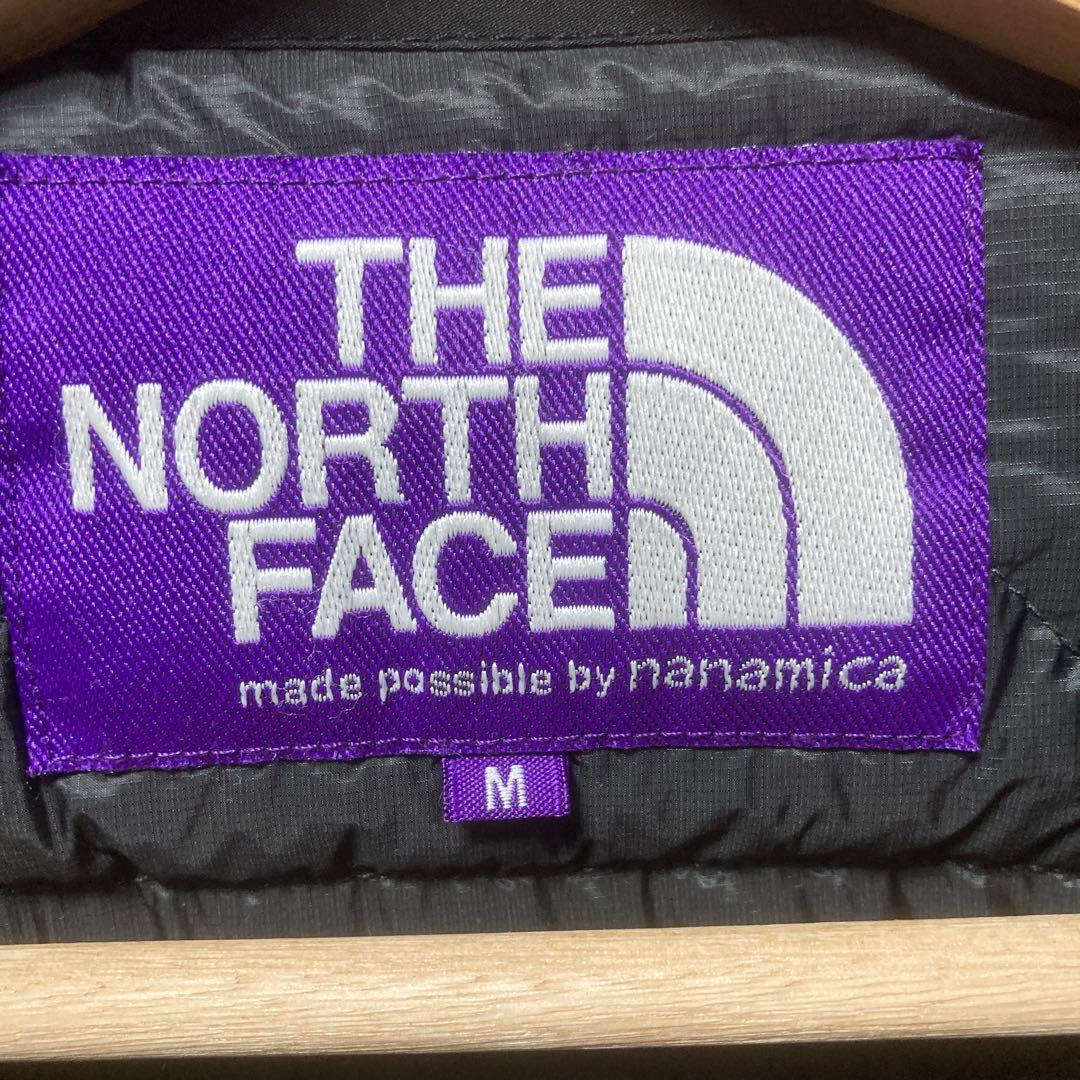 THE
NORTH
FACE
made possible by nanamica
M